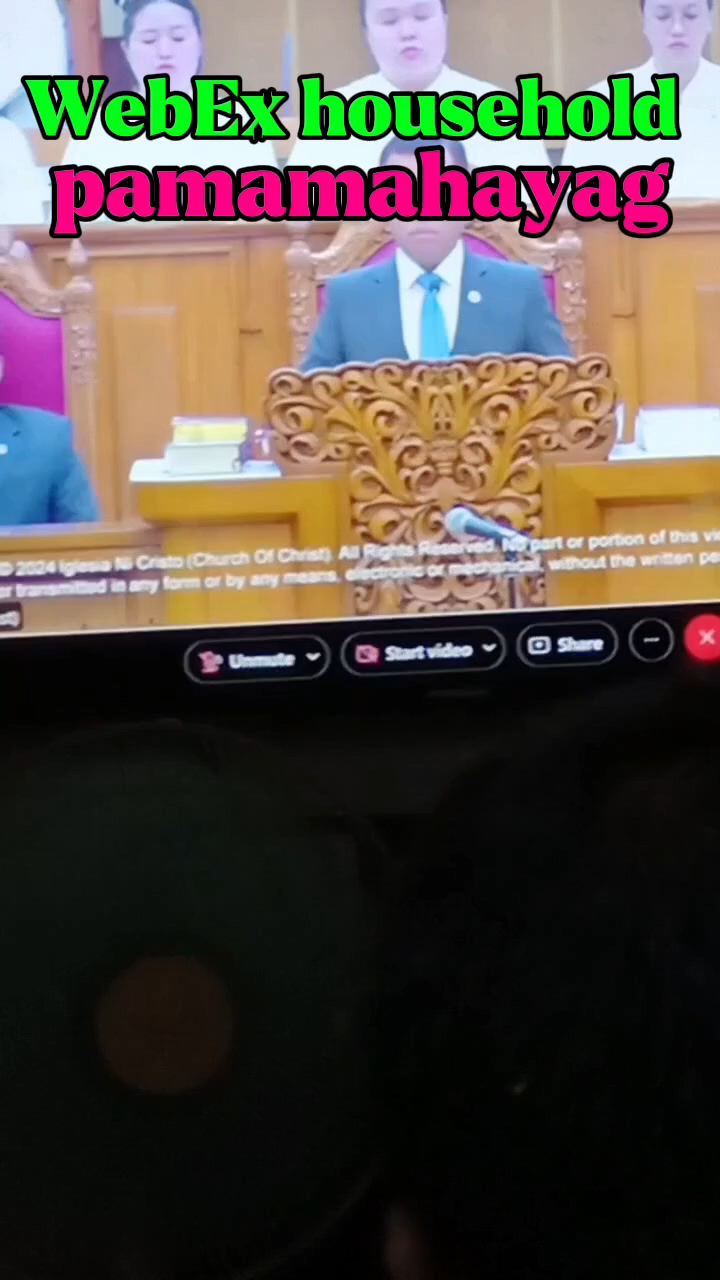 WebEx household
pamamahayag
© 2024 Iglesia Ni Cristo (Church Of Christ). All Rights Reserved. No part or portion of this
or transmitted in any form or by any means, electronic or mechanical, without the written
Unmute
Start video
Share